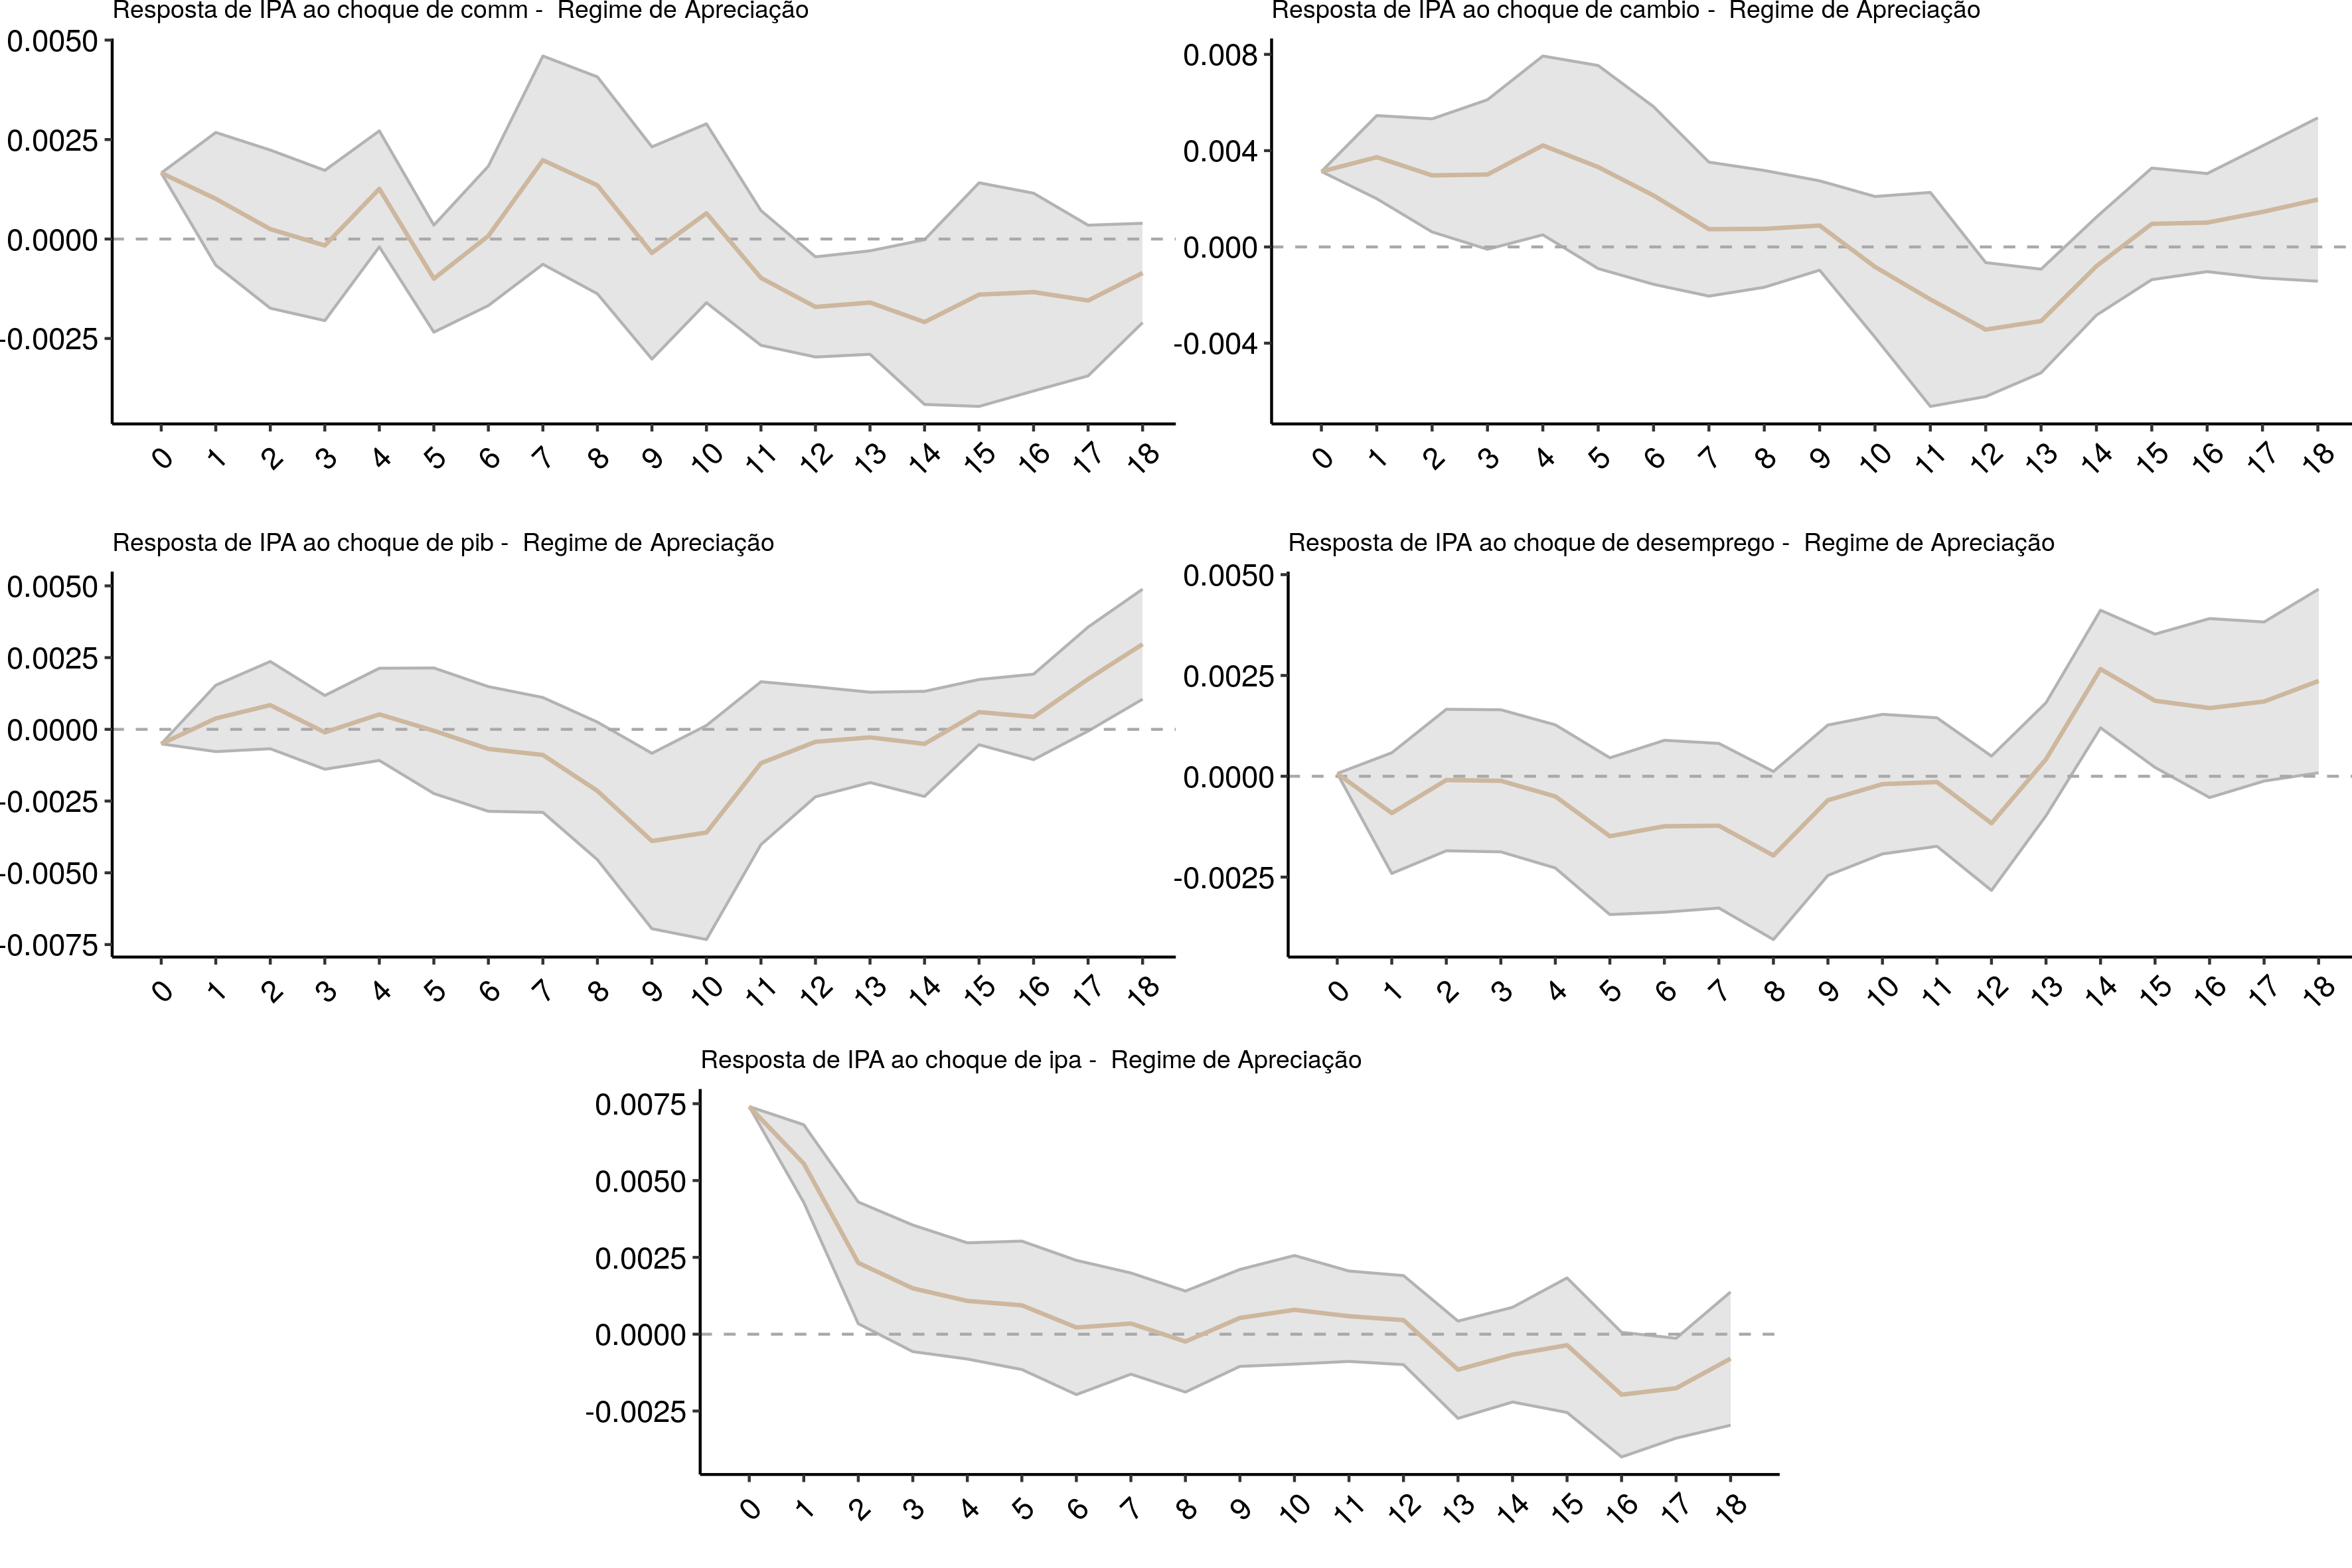 Resposta de IPA ao choque de comm - Regime de Apreciação
0.0050
0.0025
0.0000
-0.0025
0 1 2 3 4 5 6 7 8 9 10 11 12 13 14 15 16 17 18
Resposta de IPA ao choque de cambio - Regime de Apreciação
0.008
0.004
0.000
-0.004
0 1 2 3 4 5 6 7 8 9 10 11 12 13 14 15 16 17 18
Resposta de IPA ao choque de pib - Regime de Apreciação
0.0050
0.0025
0.0000
-0.0025
-0.0050
-0.0075
0 1 2 3 4 5 6 7 8 9 10 11 12 13 14 15 16 17 18
Resposta de IPA ao choque de desemprego - Regime de Apreciação
0.0050
0.0025
0.0000
-0.0025
0 1 2 3 4 5 6 7 8 9 10 11 12 13 14 15 16 17 18
Resposta de IPA ao choque de ipa - Regime de Apreciação
0.0075
0.0050
0.0025
0.0000
-0.0025
0 1 2 3 4 5 6 7 8 9 10 11 12 13 14 15 16 17 18